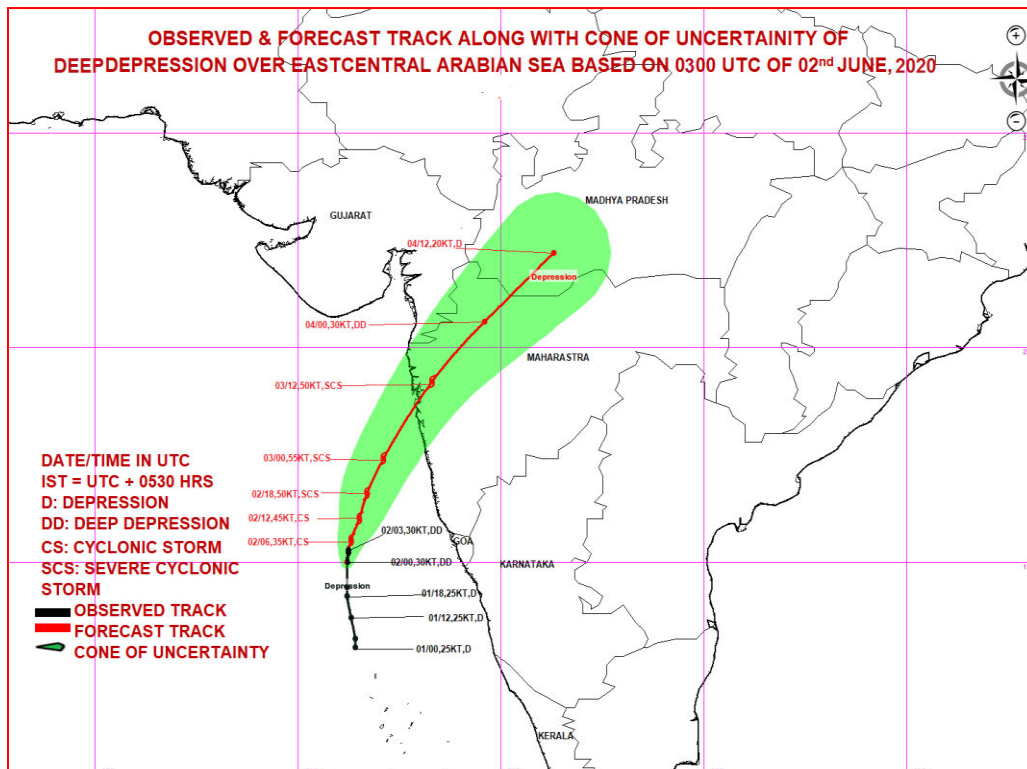 OBSERVED & FORECAST TRACK ALONG WITH CONE OF UNCERTAINITY OF
DEEPDEPRESSION OVER EASTCENTRAL ARABIAN SEA BASED ON 0300 UTC OF 02nd JUNE, 2020
MADHYA PRADESH
GUJARAT
04/12,20KT,D
Depression
04/00,30KT,DD
MAHARASTRA
03/12,50KT,SCS
03/00,55KT,SCS
02/18,50KT,SCS
02/12,45KT,CS
02/03,30KT,DD
02/06,35KT,CS
GOA
02/00,30KT,DD
KARNATAKA
Depression
01/18,25KT,D
01/12,25KT,D
01/00,25KT,D
KERALA
DATE/TIME IN UTC
IST = UTC + 0530 HRS
D: DEPRESSION
DD: DEEP DEPRESSION
CS: CYCLONIC STORM
SCS: SEVERE CYCLONIC
STORM
OBSERVED TRACK
FORECAST TRACK
CONE OF UNCERTAINTY